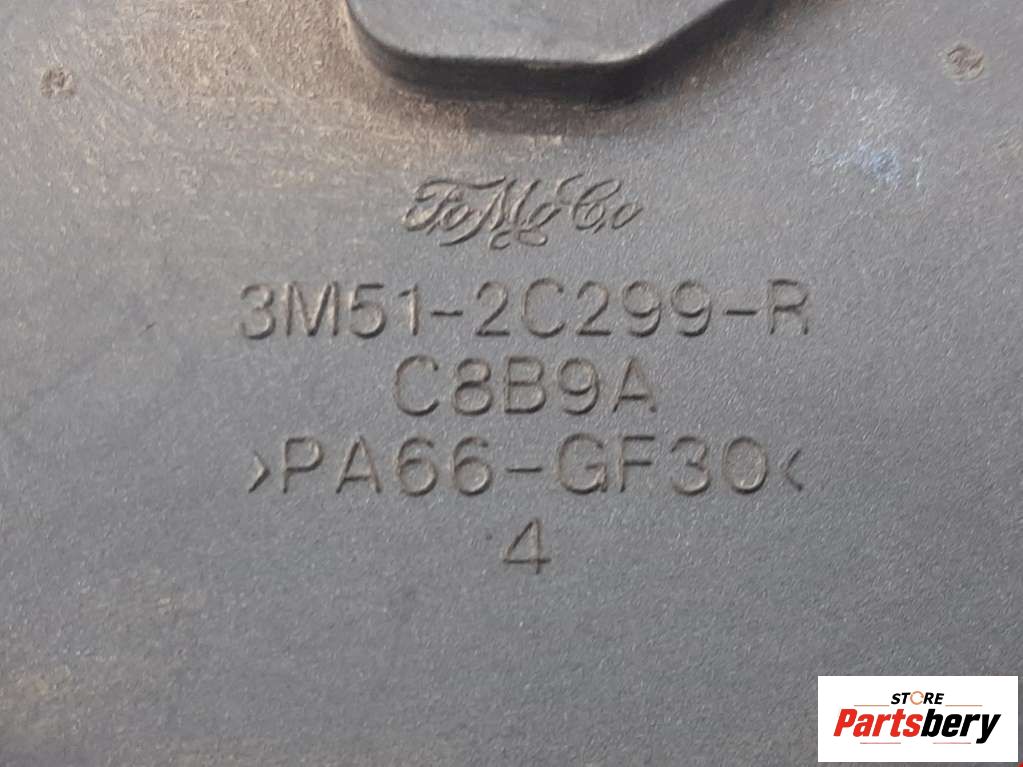 FoMoCo
3M51-2C299-R
C8B9A
>PA66-GF30<
4
STORE
Partsbery